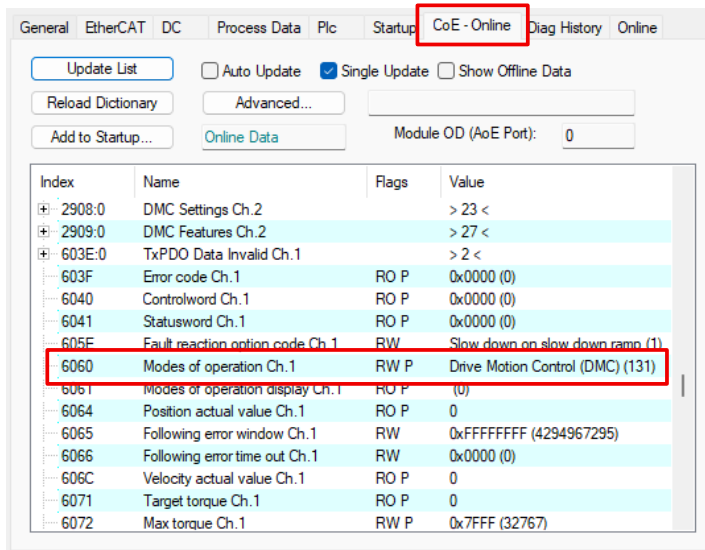 General EtherCAT DC Process Data Plc Startup CoE - Online Diag History Online
Update List Auto Update Single Update Show Offline Data
Reload Dictionary Advanced...
Add to Startup... Online Data Module OD (AoE Port): 0
Index Name Flags Value
2908:0 DMC Settings Ch.2 > 23 <
2909:0 DMC Features Ch.2 > 27 <
603E:0 TxPDO Data Invalid Ch.1 > 2 <
603F Error code Ch.1 RO P 0x0000 (0)
6040 Controlword Ch.1 RO P 0x0000 (0)
6041 Statusword Ch.1 RO P 0x0000 (0)
605E Fault reaction option code Ch.1 RW Slow down on slow down ramp (1)
6060 Modes of operation Ch.1 RW P Drive Motion Control (DMC) (131)
6061 Modes of operation display Ch.1 RO P (0)
6064 Position actual value Ch.1 RO P 0
6065 Following error window Ch.1 RW 0xFFFFFFFF (4294967295)
6066 Following error time out Ch.1 RW 0x0000 (0)
606C Velocity actual value Ch.1 RO P 0
6071 Target torque Ch.1 RO P 0
6072 Max torque Ch.1 RW P 0x7FFF (32767)